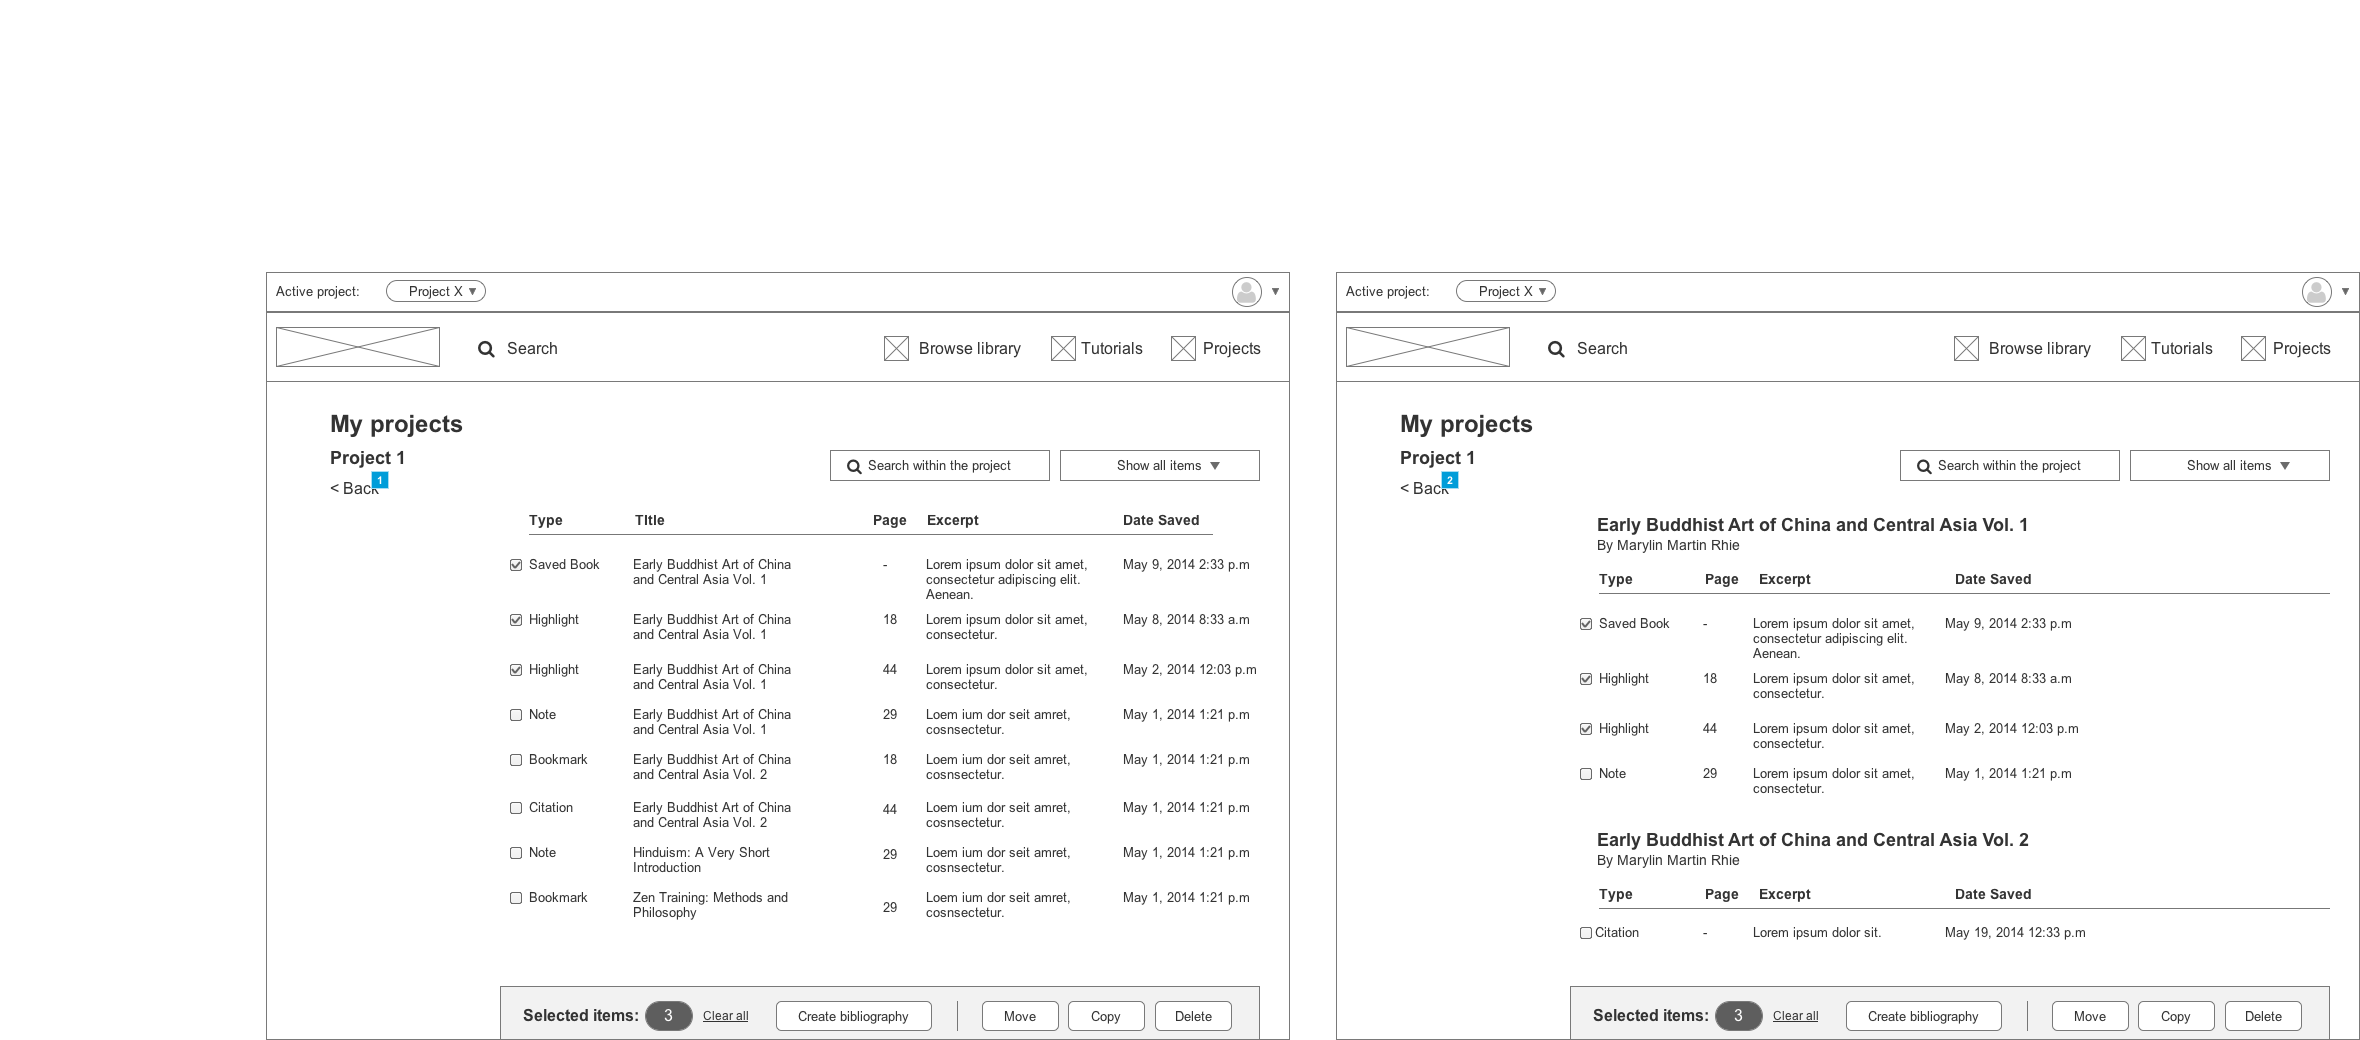 Active project: Project X
Search Browse library Tutorials Projects
My projects
Project 1
< Back 1
Search within the project Show all items
Type TItle Page Excerpt Date Saved
Saved Book Early Buddhist Art of China - Lorem ipsum dolor sit amet, May 9, 2014 2:33 p.m
and Central Asia Vol. 1 consectetur adipiscing elit.
Aenean.
Highlight Early Buddhist Art of China 18 Lorem ipsum dolor sit amet, May 8, 2014 8:33 a.m
and Central Asia Vol. 1 consectetur.
Highlight Early Buddhist Art of China 44 Lorem ipsum dolor sit amet, May 2, 2014 12:03 p.m
and Central Asia Vol. 1 consectetur.
Note Early Buddhist Art of China 29 Loem ium dor seit amret, May 1, 2014 1:21 p.m
and Central Asia Vol. 1 cosnsectetur.
Bookmark Early Buddhist Art of China 18 Loem ium dor seit amret, May 1, 2014 1:21 p.m
and Central Asia Vol. 2 cosnsectetur.
Citation Early Buddhist Art of China 44 Loem ium dor seit amret, May 1, 2014 1:21 p.m
and Central Asia Vol. 2 cosnsectetur.
Note Hinduism: A Very Short 29 Loem ium dor seit amret, May 1, 2014 1:21 p.m
Introduction cosnsectetur.
Bookmark Zen Training: Methods and 29 Loem ium dor seit amret, May 1, 2014 1:21 p.m
Philosophy cosnsectetur.
Selected items: 3 Clear all Create bibliography Move Copy Delete
Active project: Project X
Search Browse library Tutorials Projects
My projects
Project 1
< Back 2
Search within the project Show all items
Early Buddhist Art of China and Central Asia Vol. 1
By Marylin Martin Rhie
Type Page Excerpt Date Saved
Saved Book - Lorem ipsum dolor sit amet, May 9, 2014 2:33 p.m
consectetur adipiscing elit.
Aenean.
Highlight 18 Lorem ipsum dolor sit amet, May 8, 2014 8:33 a.m
consectetur.
Highlight 44 Lorem ipsum dolor sit amet, May 2, 2014 12:03 p.m
consectetur.
Note 29 Lorem ipsum dolor sit amet, May 1, 2014 1:21 p.m
consectetur.
Early Buddhist Art of China and Central Asia Vol. 2
By Marylin Martin Rhie
Type Page Excerpt Date Saved
Citation - Lorem ipsum dolor sit. May 19, 2014 12:33 p.m
Selected items: 3 Clear all Create bibliography Move Copy Delete